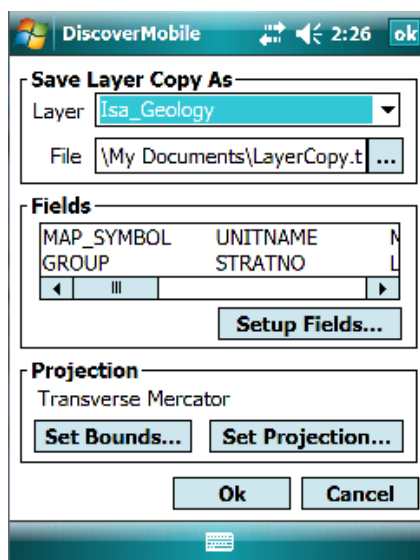 DiscoverMobile 2:26 ok
Save Layer Copy As
Layer Isa_Geology
File \My Documents\LayerCopy.t ...
Fields
MAP_SYMBOL UNITNAME
GROUP STRATNO
Setup Fields...
Projection
Transverse Mercator
Set Bounds... Set Projection...
Ok Cancel